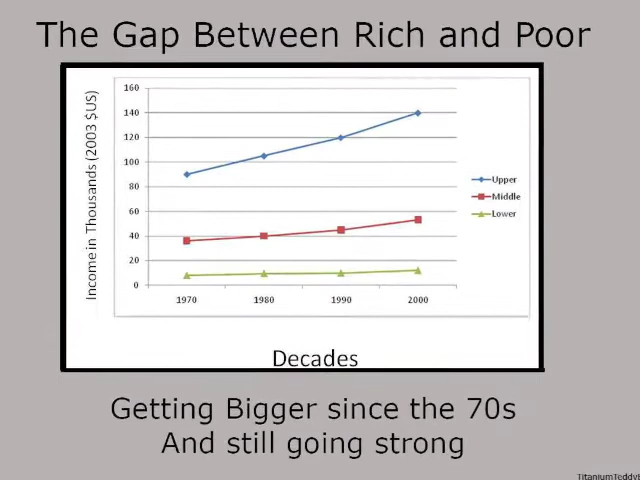 The Gap Between Rich and Poor
Income in Thousands (2003 $US)
160
140
120
100
80
60
40
20
0
1970 1980 1990 2000
Upper
Middle
Lower
Decades
Getting Bigger since the 70s
And still going strong